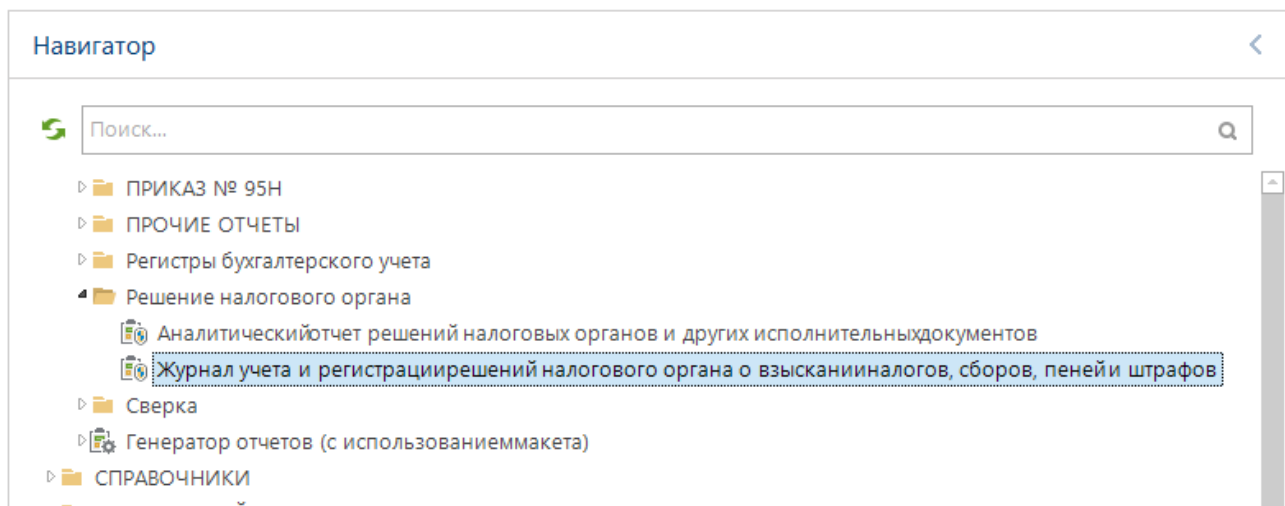 Навигатор
Поиск...
ПРИКАЗ № 95Н
ПРОЧИЕ ОТЧЕТЫ
Регистры бухгалтерского учета
Решение налогового органа
Аналитическийотчет решений налоговых органов и других исполнительныхдокументов
Журнал учета и регистрациирешений налогового органа о взысканииналогов, сборов, пеней и штрафов
Сверка
Генератор отчетов (с использованиеммакета)
СПРАВОЧНИКИ